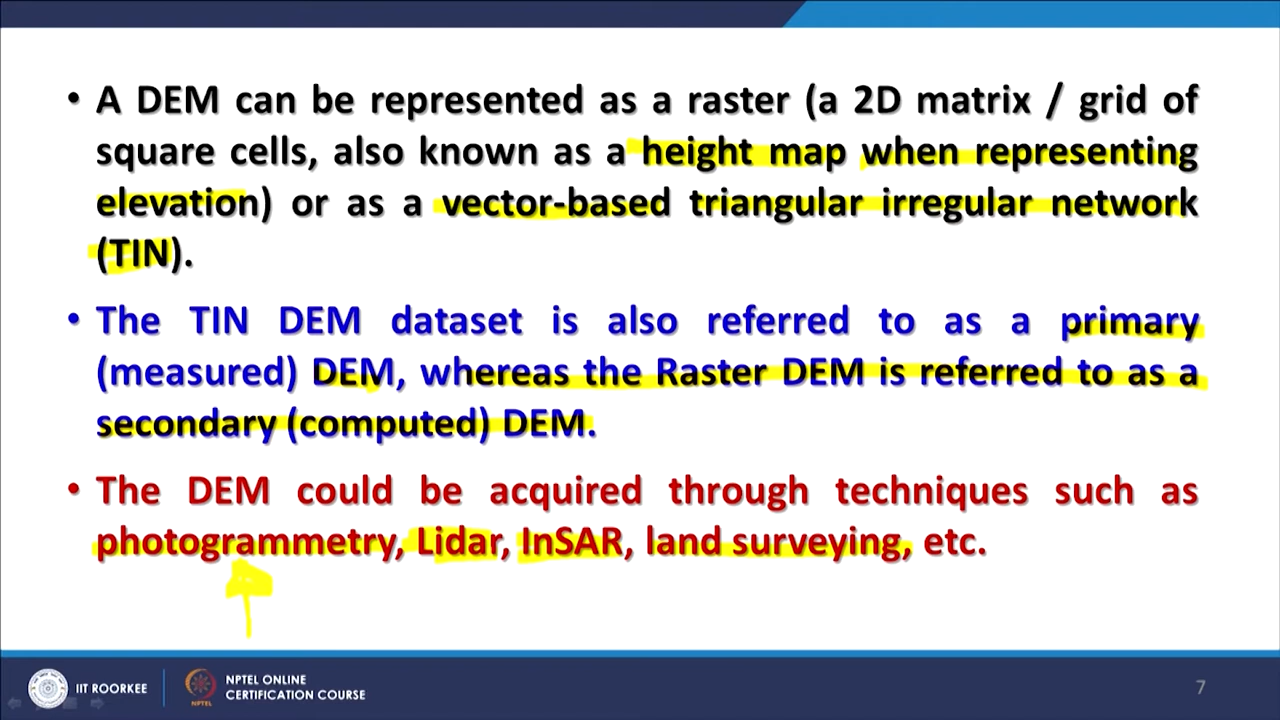 • A DEM can be represented as a raster (a 2D matrix / grid of
square cells, also known as a height map when representing
elevation) or as a vector-based triangular irregular network
(TIN).
• The TIN DEM dataset is also referred to as a primary
(measured) DEM, whereas the Raster DEM is referred to as a
secondary (computed) DEM.
• The DEM could be acquired through techniques such as
photogrammetry, Lidar, InSAR, land surveying, etc.
IIT ROORKEE
NPTEL
NPTEL ONLINE
CERTIFICATION COURSE
7